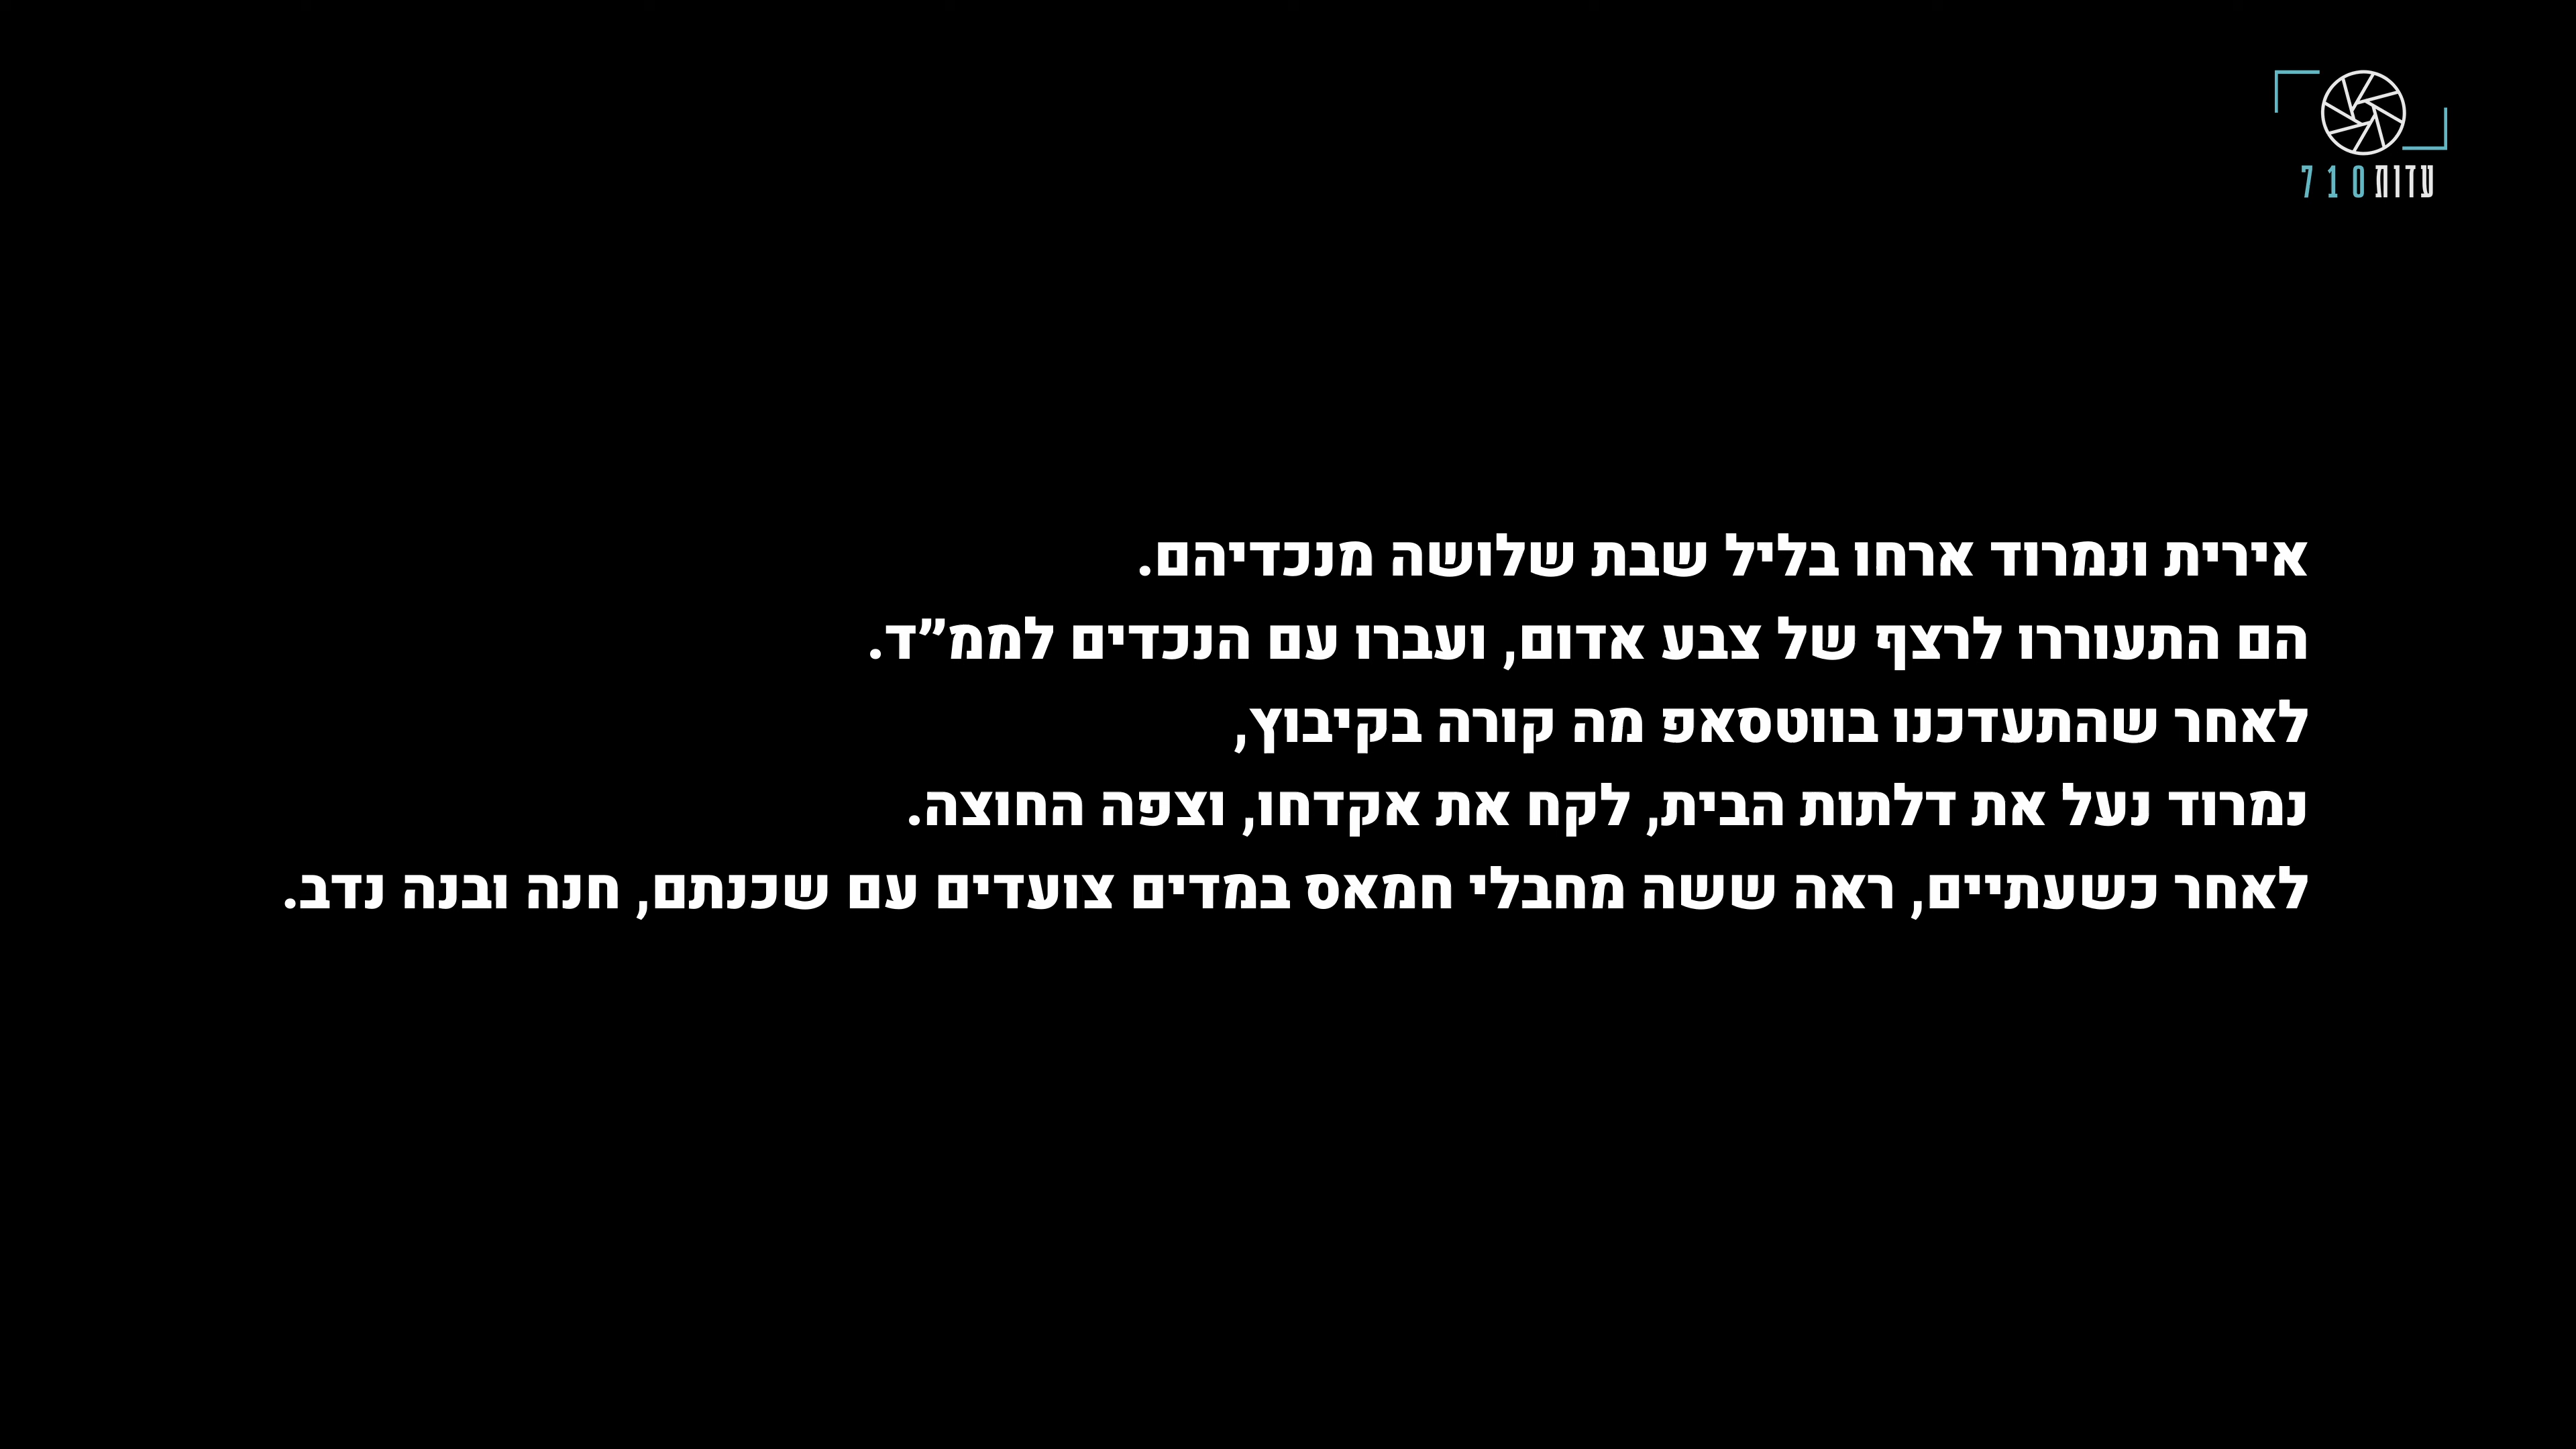 עדות710
אירית ונמרוד ארחו בליל שבת שלושה מנכדיהם.
הם התעוררו לרצף של צבע אדום, ועברו עם הנכדים לממ״ד.
לאחר שהתעדכנו בווטסאפ מה קורה בקיבוץ,
נמרוד נעל את דלתות הבית, לקח את אקדחו, וצפה החוצה.
לאחר כשעתיים, ראה ששה מחבלי חמאס במדים צועדים עם שכנתם, חנה ובנה נדב.